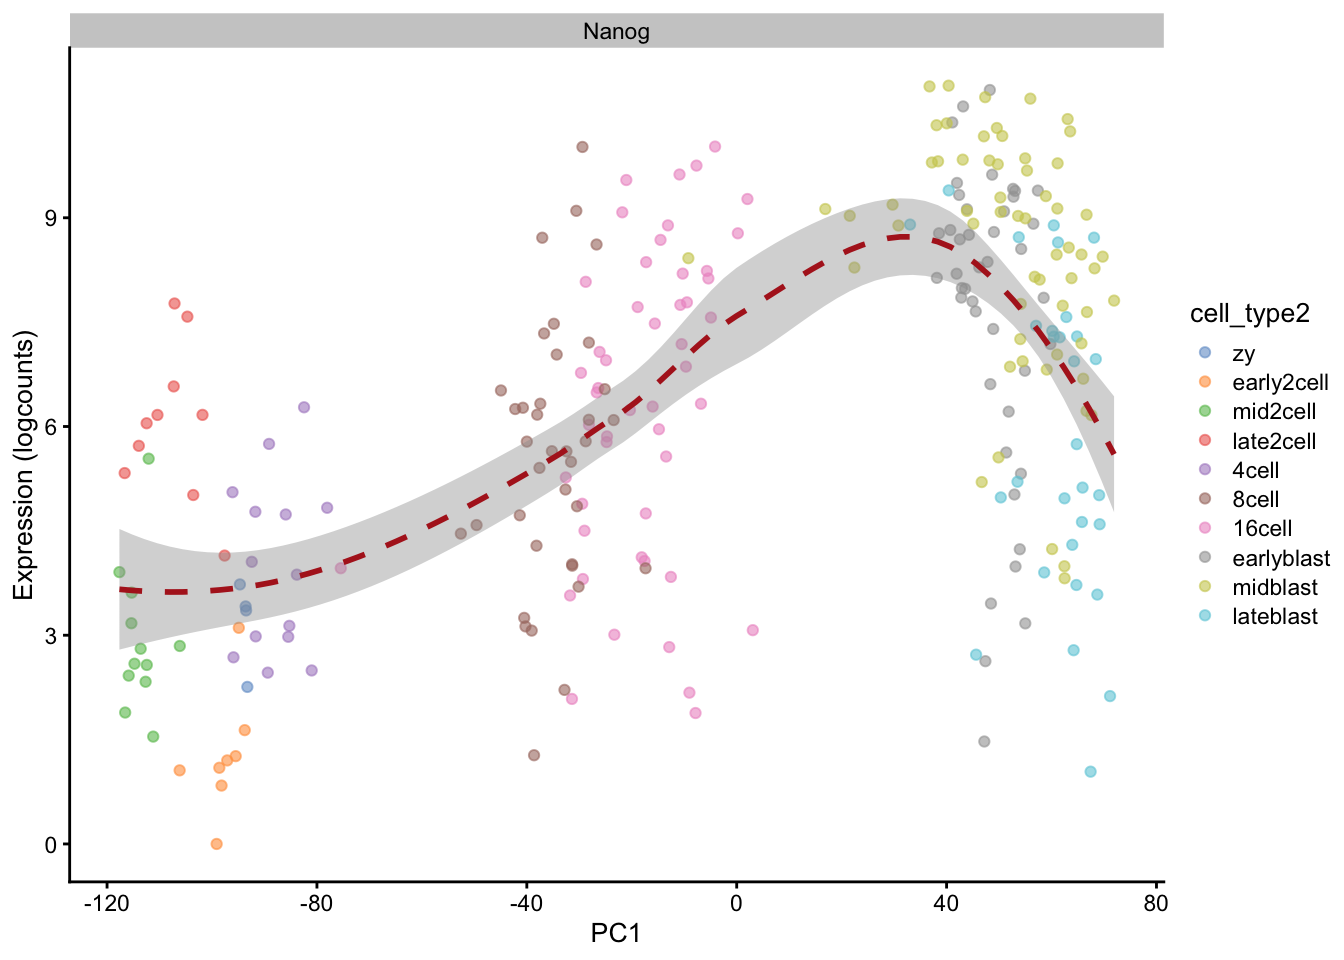 Nanog
Expression (logcounts)
9
6
3
0
-120 -80 -40 0 40 80
PC1
cell_type2
zy
early2cell
mid2cell
late2cell
4cell
8cell
16cell
earlyblast
midblast
lateblast